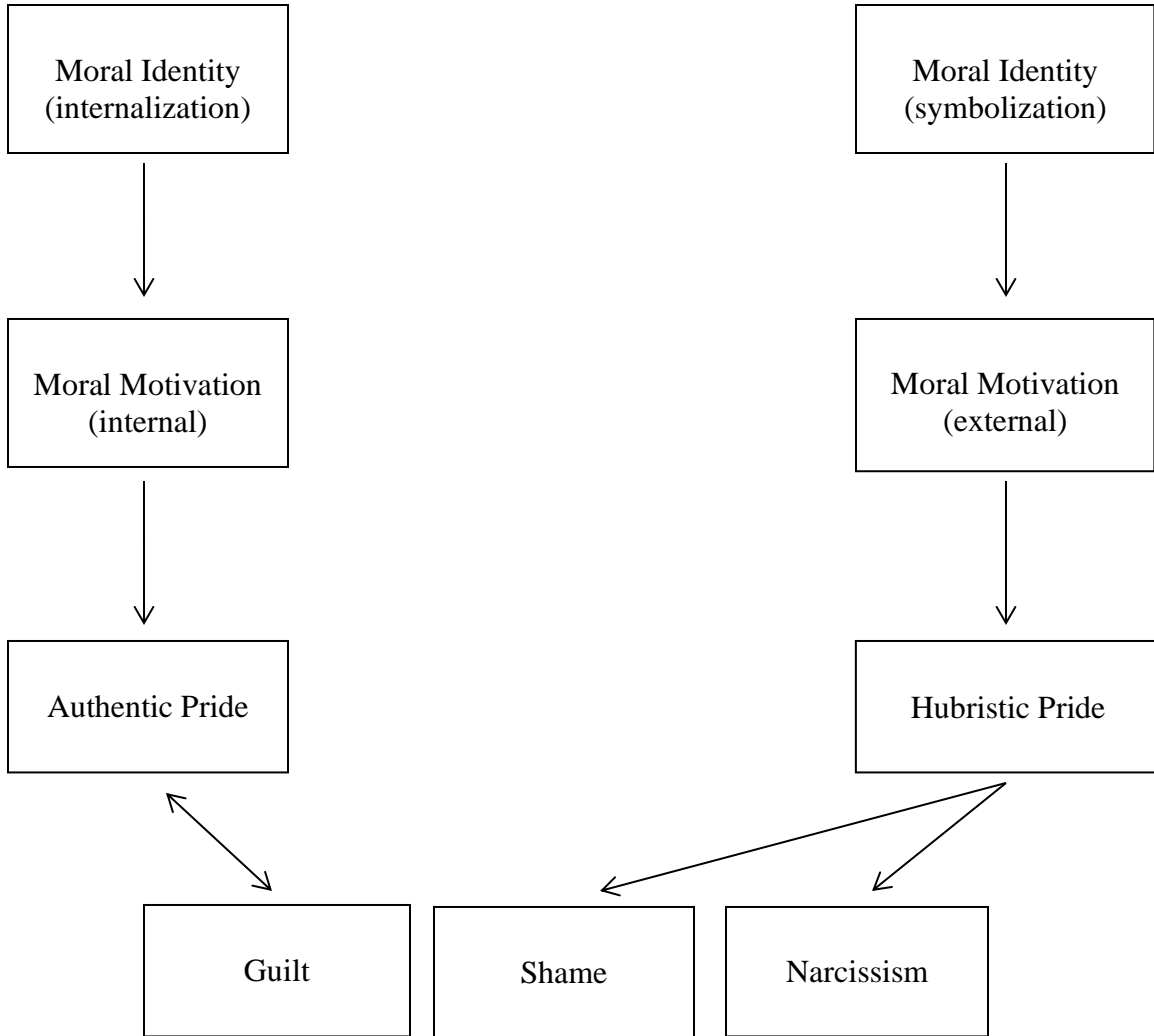 Moral Identity
(internalization)
Moral Identity
(symbolization)
Moral Motivation
(internal)
Moral Motivation
(external)
Authentic Pride
Hubristic Pride
Guilt
Shame
Narcissism